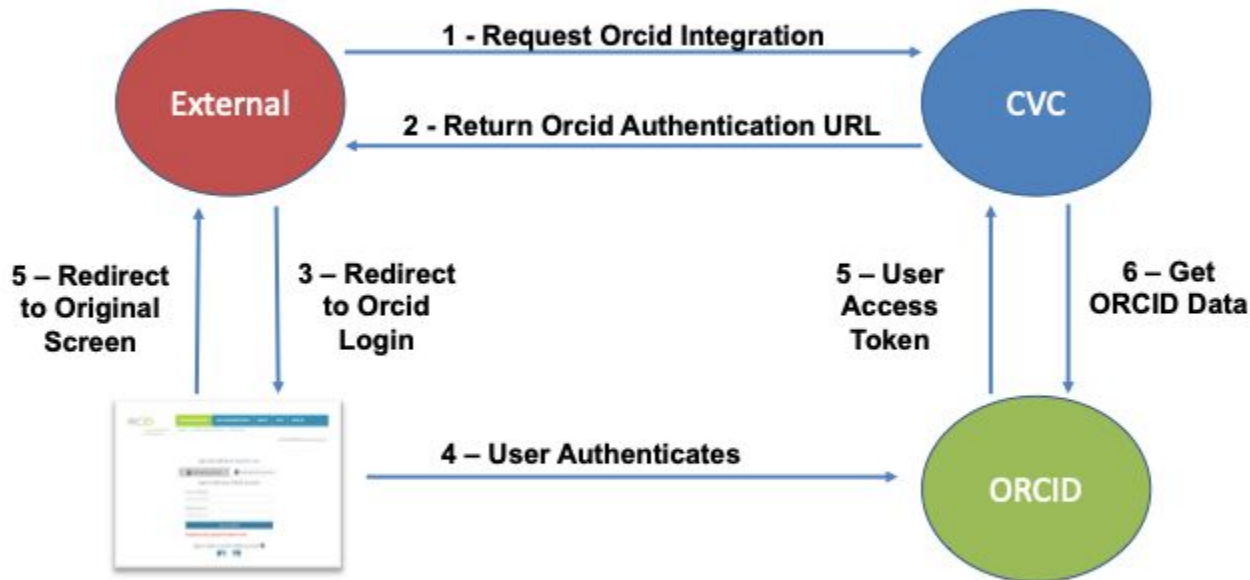 1 - Request Orcid Integration
External
CVC
2 - Return Orcid Authentication URL
5 – Redirect
to Original
Screen
3 – Redirect
to Orcid
Login
5 – User
Access
Token
6 – Get
ORCID Data
4 – User Authenticates
ORCID